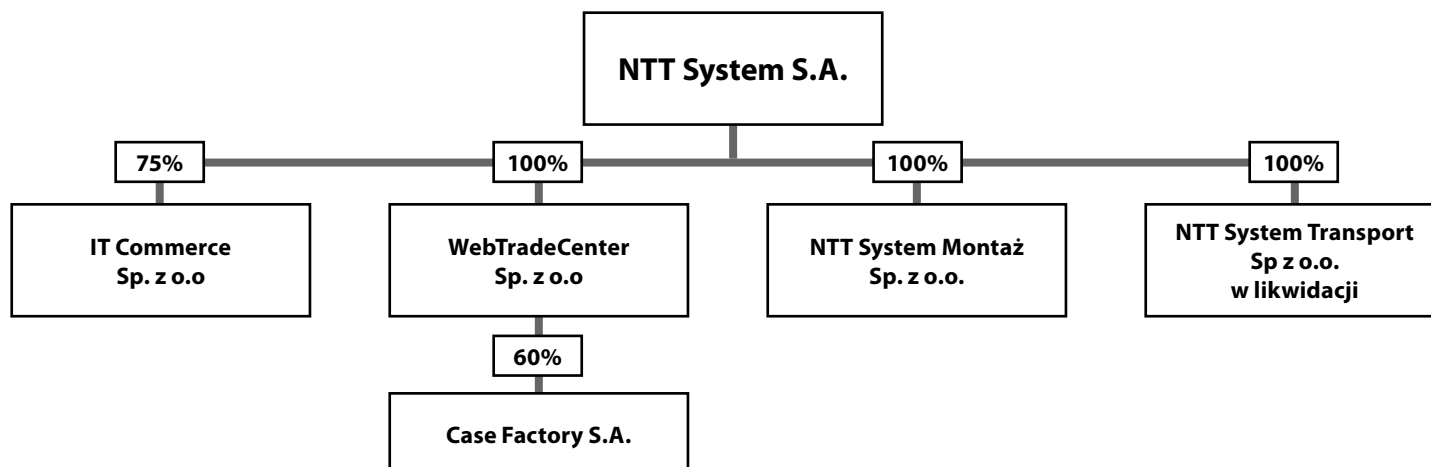 NTT System S.A.
75%
100%
100%
100%
IT Commerce
Sp. z o.o
WebTradeCenter
Sp. z o.o
NTT System Montaż
Sp. z o.o.
NTT System Transport
Sp z o.o.
w likwidacji
60%
Case Factory S.A.